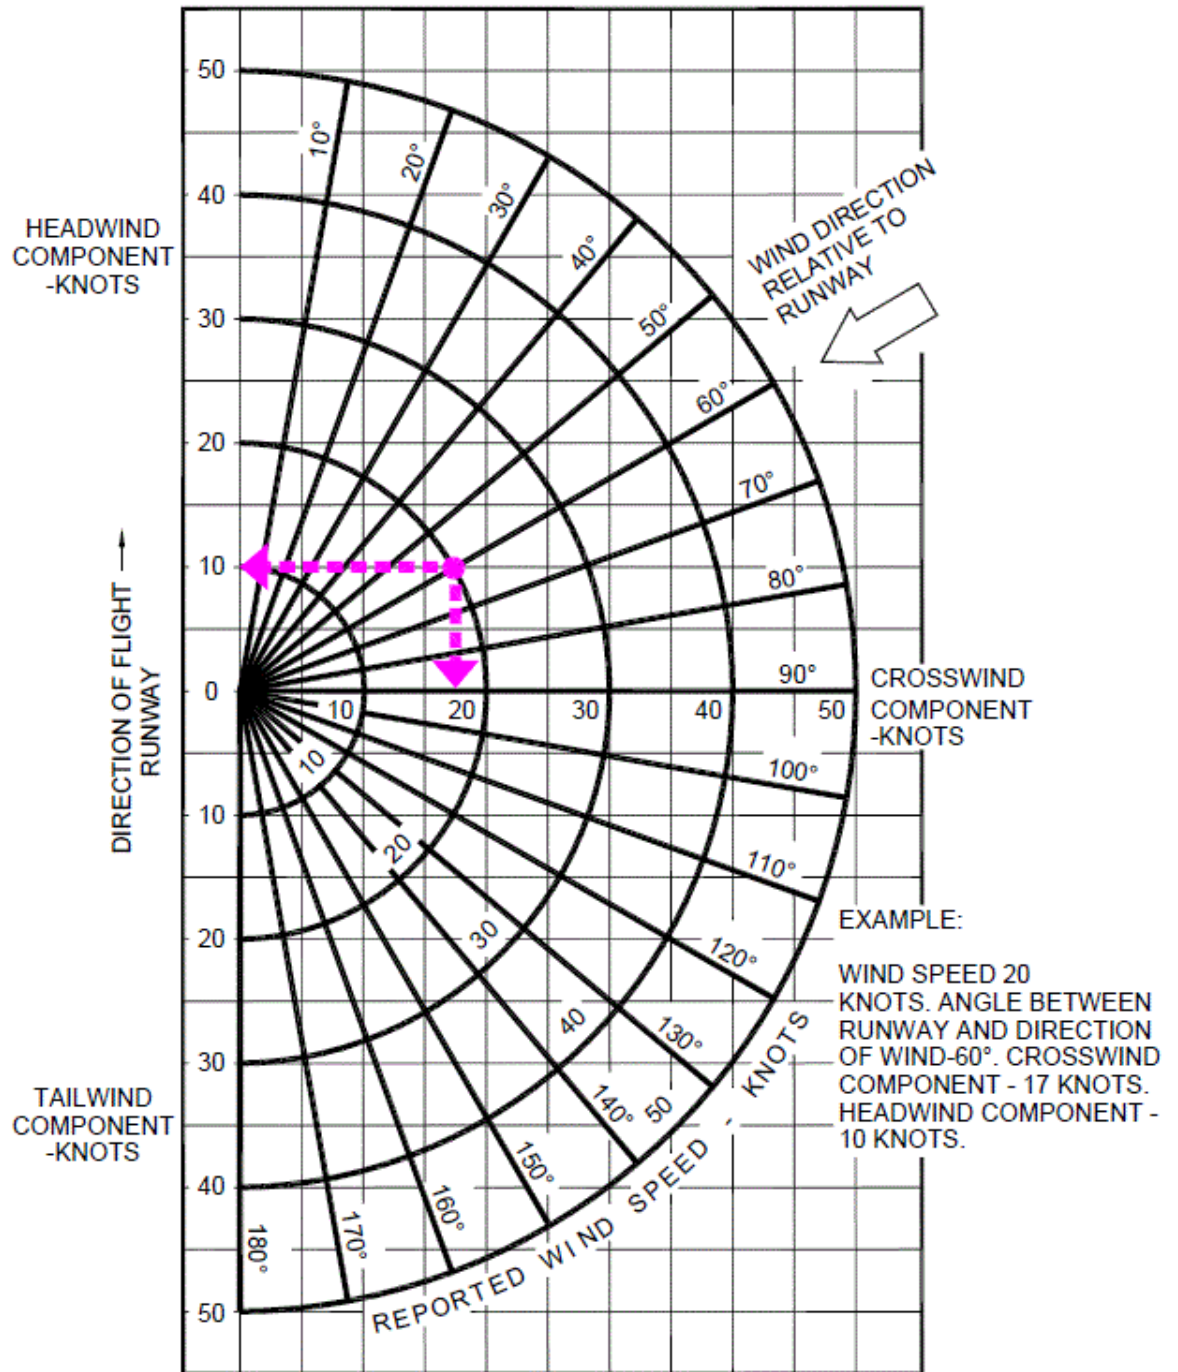 50
10°
20°
30°
40°
50°
60°
70°
80°
90°
WIND DIRECTION
RELATIVE TO
RUNWAY
40
HEADWIND
COMPONENT
-KNOTS
30
20
10
DIRECTION OF FLIGHT
RUNWAY
0
10
20
30
40
50
CROSSWIND
COMPONENT
-KNOTS
10
20
30
40
50
100°
110°
120°
130°
140°
150°
160°
170°
180°
10
20
30
40
50
TAILWIND
COMPONENT
-KNOTS
REPORTED WIND SPEED - KNOTS
EXAMPLE:
WIND SPEED 20
KNOTS. ANGLE BETWEEN
RUNWAY AND DIRECTION
OF WIND-60°. CROSSWIND
COMPONENT - 17 KNOTS.
HEADWIND COMPONENT -
10 KNOTS.